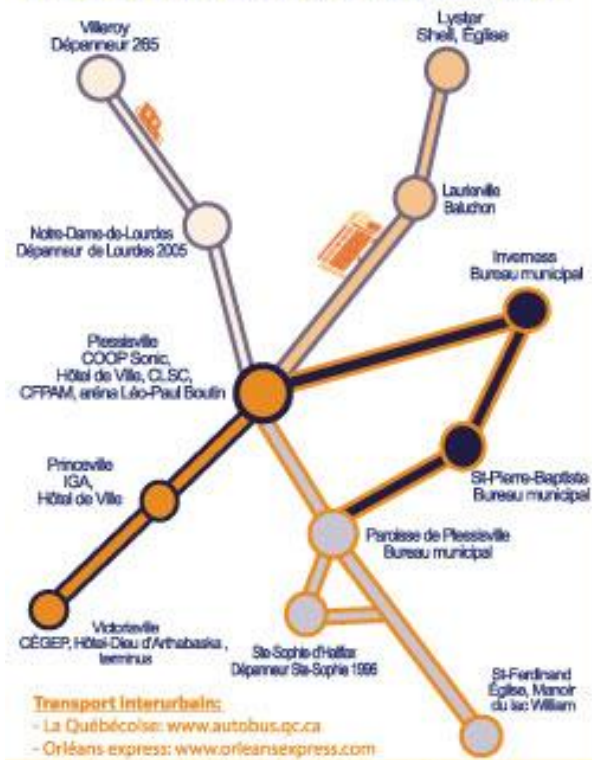 Villeroy
Dépanneur 265
Lyster
Shell, Église
Laurierville
Baluchon
Notre-Dame-de-Lourdes
Dépanneur de Lourdes 2005
Inverness
Bureau municipal
Plessisville
COOP Sonic,
Hôtel de Ville, CLSC,
CFPAM, aréna Léo-Paul Boutin
Princeville
IGA,
Hôtel de Ville
St-Pierre-Baptiste
Bureau municipal
Paroisse de Plessisville
Bureau municipal
Victoriaville
CÉGEP, Hôtel-Dieu d'Arthabaska,
terminus
Ste-Sophie d'Halifax
Dépanneur Ste-Sophie 1996
St-Ferdinand
Église, Manoir
du lac William
Transport interurbain:
- La Québécoise: www.autobus.qc.ca
- Orléans express: www.orleansexpress.com